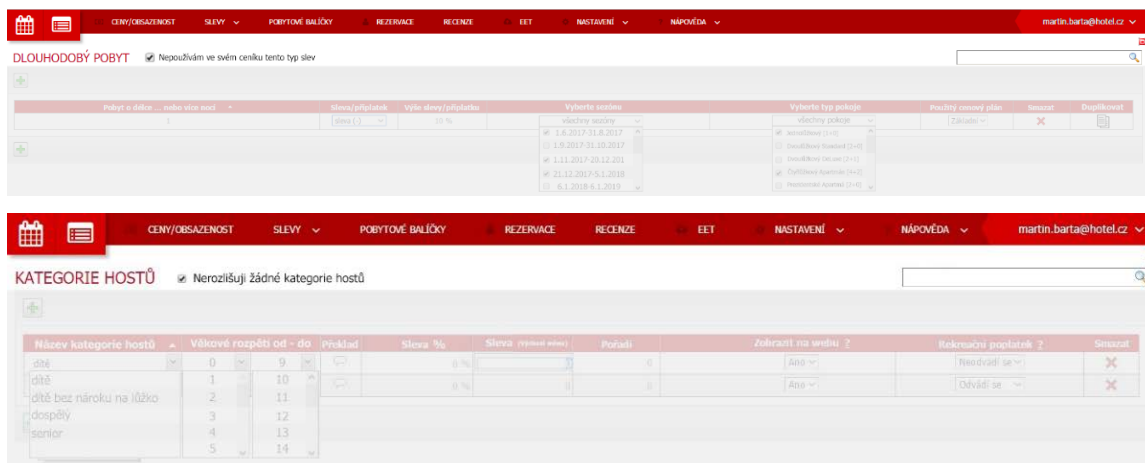 CENY/OBSAZENOST SLEVY POBYTOVÉ BALÍČKY REZERVACE RECENZE EET NASTAVENÍ NÁPOVĚDA martin.barta@hotel.cz
DLOUHODOBÝ POBYT Nepoužívám ve svém ceníku tento typ slev
Pobyt o délce ... nebo více nocí Sleva/příplatek Výše slevy/příplatku Vyberte sezónu Vyberte typ pokoje Použitý cenový plán Smazat Duplikovat
1 sleva (-) 10 % všechny sezóny všechny pokoje Základní
1.6.2017-31.8.2017 Jednolůžkový (1+0)
1.9.2017-31.10.2017 Dvoulůžkový Standard (2+0)
1.11.2017-20.12.201 Dvoulůžkový DeLuxe (2+1)
21.12.2017-5.1.2018 Čtyřlůžkový Apartmán (4+2)
6.1.2018-6.1.2019
CENY/OBSAZENOST SLEVY POBYTOVÉ BALÍČKY REZERVACE RECENZE EET NASTAVENÍ NÁPOVĚDA martin.barta@hotel.cz
KATEGORIE HOSTŮ Nerozlišuji žádné kategorie hostů
Název kategorie hostů Věkové rozpětí od - do Překlad Sleva % Sleva Pořadí Zobrazit na webu ? Rekreační poplatek ? Smazat
dítě 0 9 0 % 0 0 Ano Neodvádí se
dítě 1 10 0 % 0 0 Ano Odvádí se
dítě bez nároku na lůžko 2 11
dospělý 3 12
senior 4 13
5 14